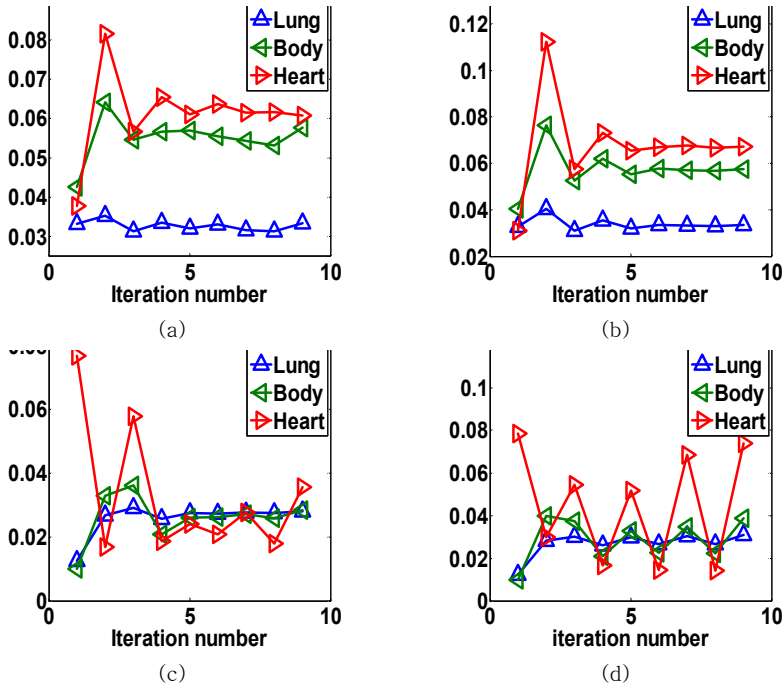 0.08
0.07
0.06
0.05
0.04
0.03
0 5 10
Iteration number
Lung
Body
Heart
(a)
0.12
0.1
0.08
0.06
0.04
0.02
0 5 10
Iteration number
Lung
Body
Heart
(b)
0.08
0.06
0.04
0.02
0
0 5 10
Iteration number
Lung
Body
Heart
(c)
0.1
0.08
0.06
0.04
0.02
0
0 5 10
iteration number
Lung
Body
Heart
(d)